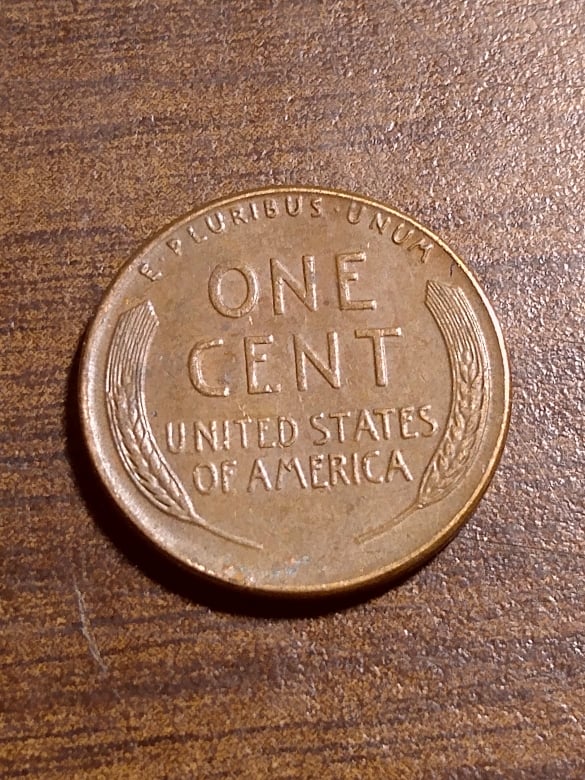 E·PLURIBUS·UNUM
ONE
CENT
UNITED STATES
OF AMERICA